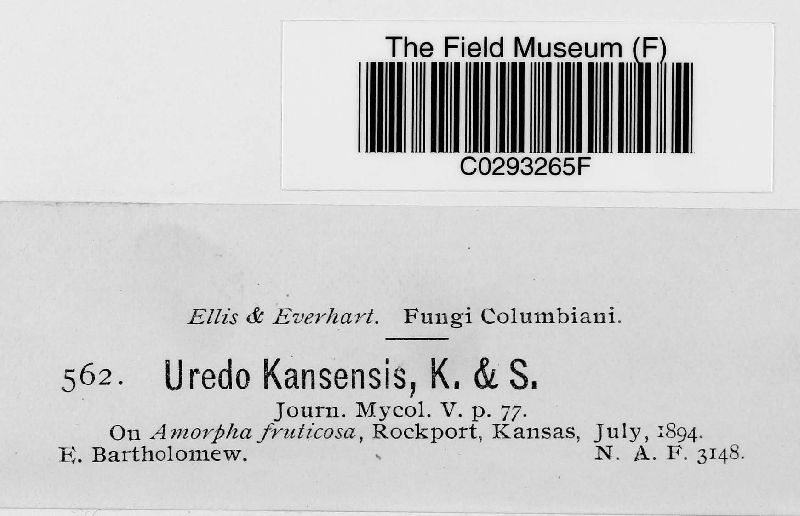 The Field Museum (F)
C0293265F
Ellis & Everhart. Fungi Columbiani.
562. Uredo Kansensis, K. & S.
Journ. Mycol. V. p. 77.
On Amorpha fruticosa, Rockport, Kansas, July, 1894.
E. Bartholomew. N. A. F. 3148.